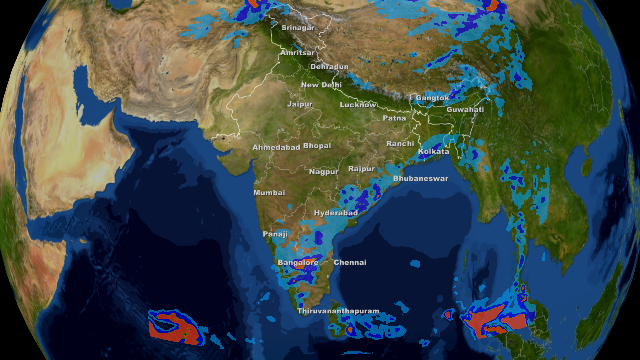 Srinagar
Amritsar
Dehradun
New Delhi
Jaipur
Lucknow
Gangtok
Guwahati
Patna
Ahmedabad
Bhopal
Ranchi
Kolkata
Nagpur
Raipur
Bhubaneswar
Mumbai
Hyderabad
Panaji
Bangalore
Chennai
Thiruvananthapuram